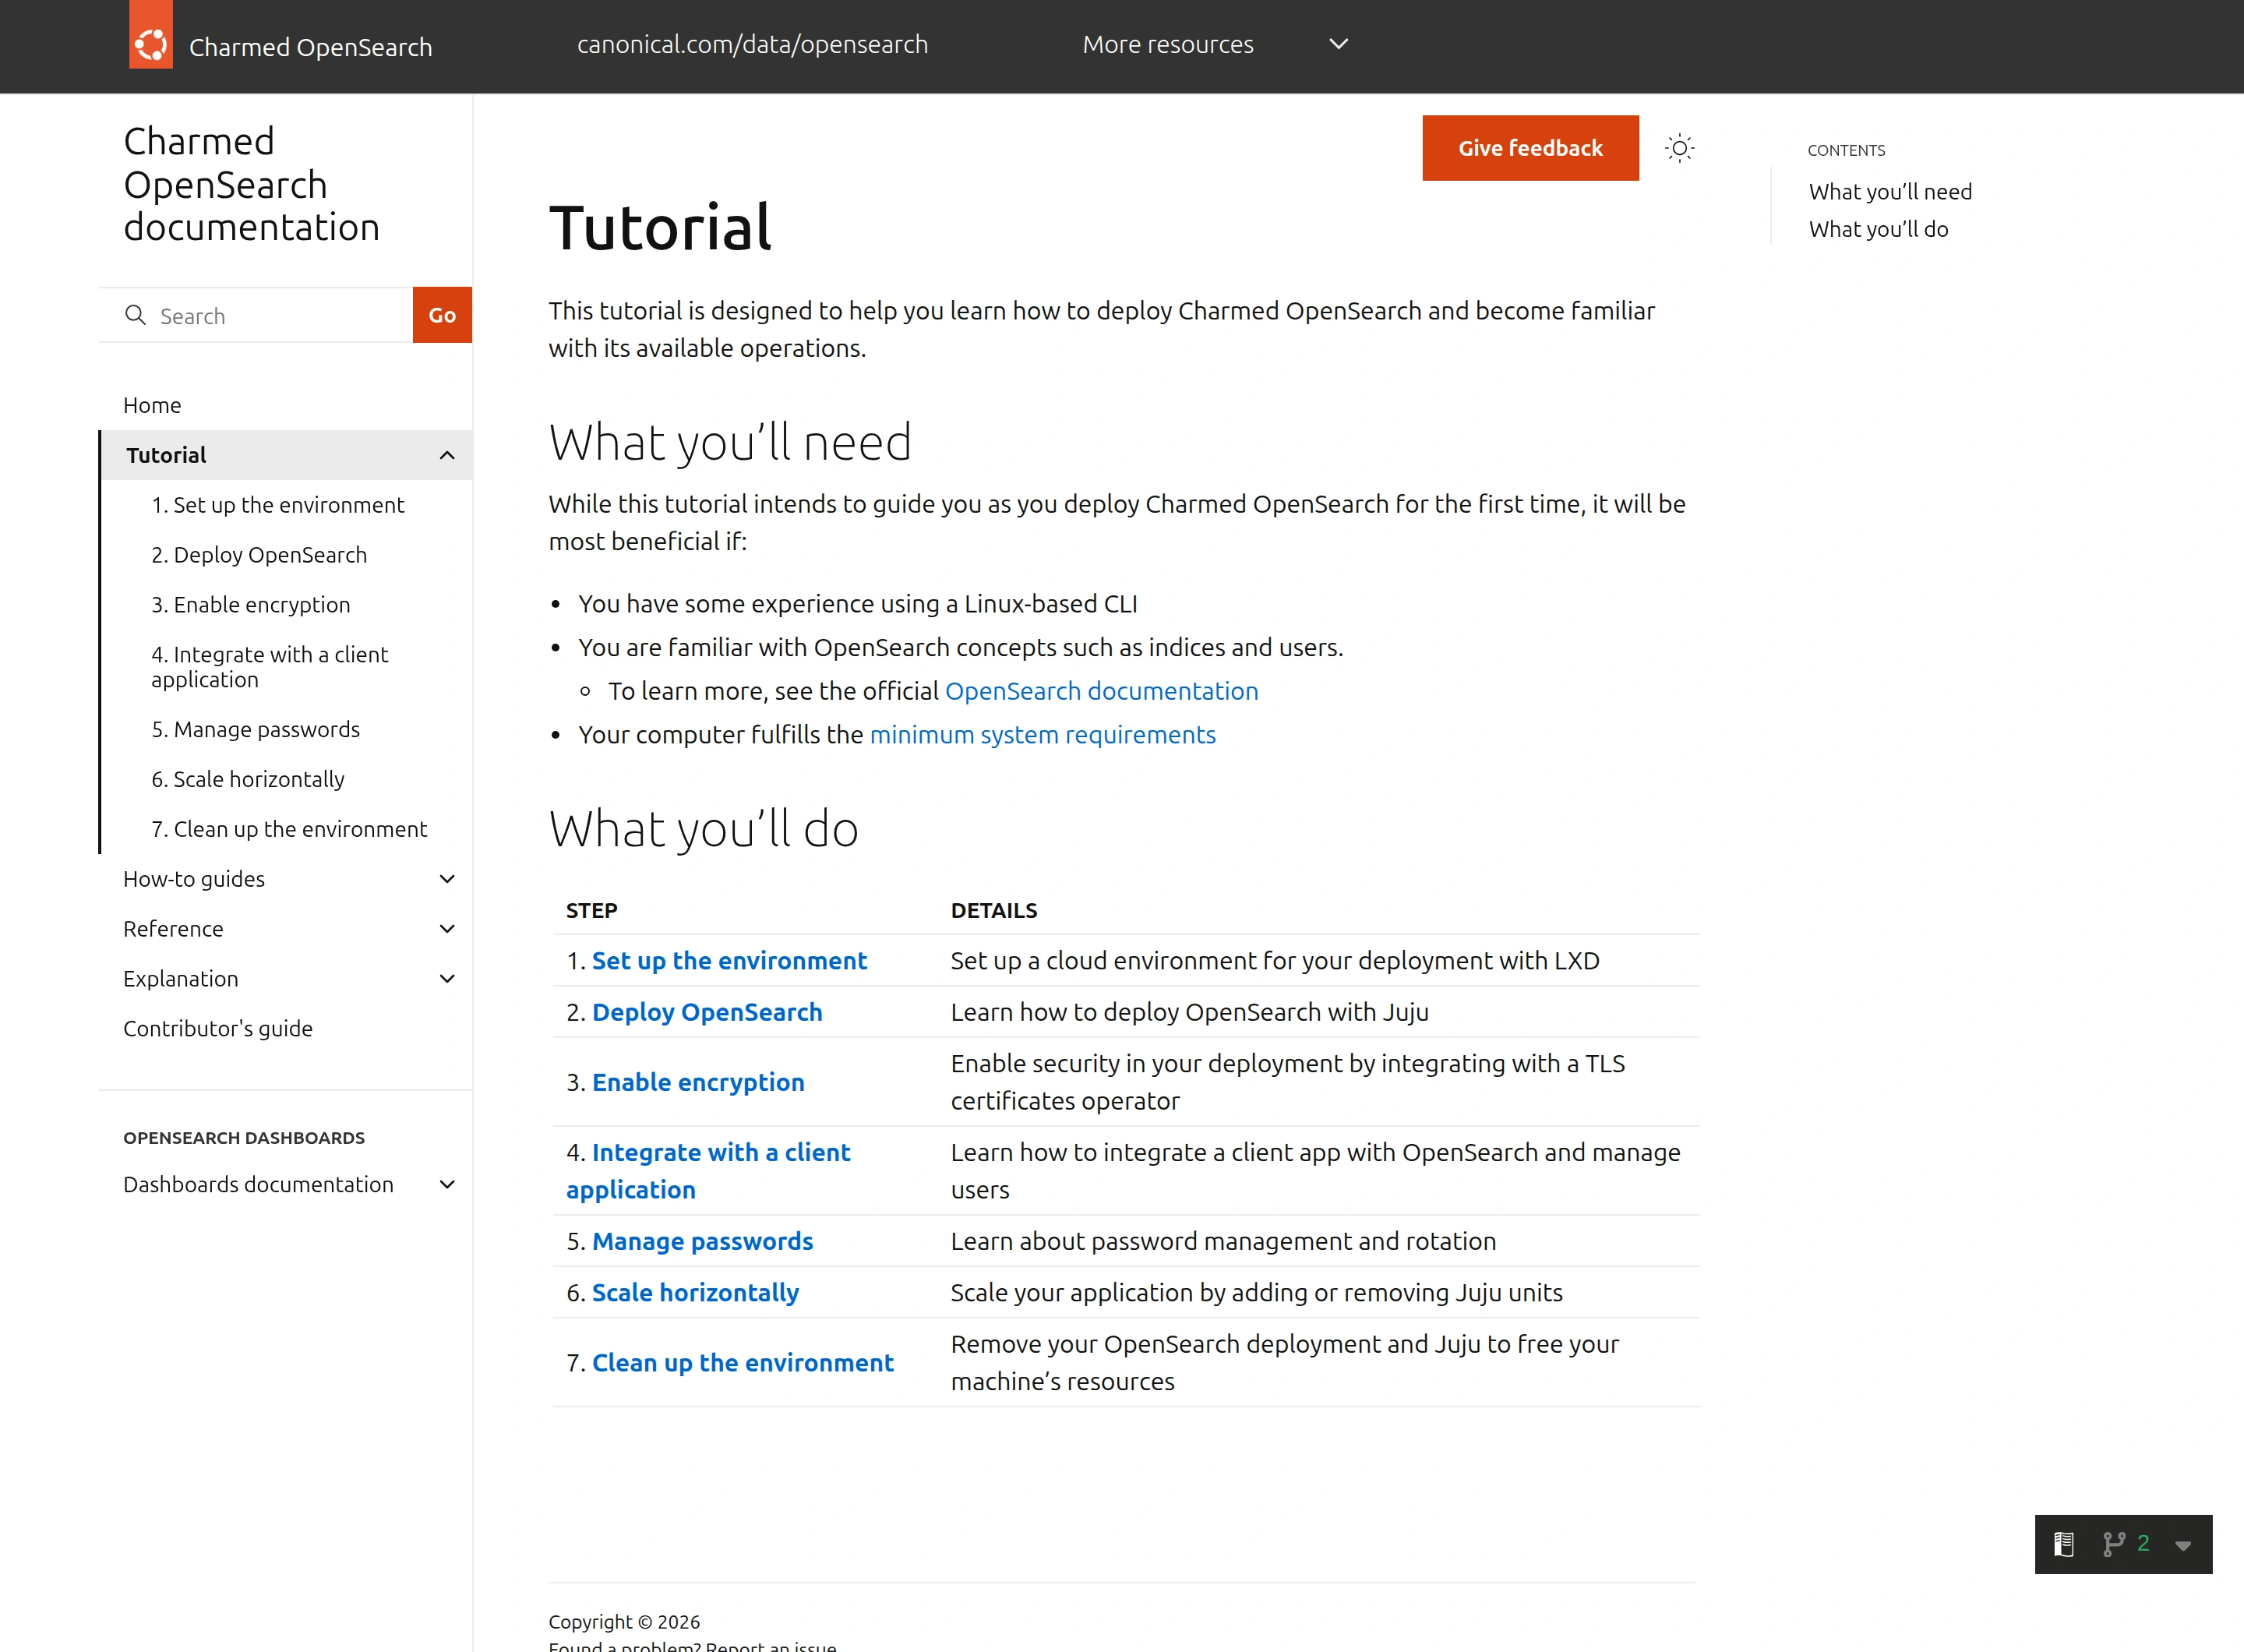 Charmed OpenSearch
canonical.com/data/opensearch
More resources
Charmed
OpenSearch
documentation
Search
Go
Home
Tutorial
1. Set up the environment
2. Deploy OpenSearch
3. Enable encryption
4. Integrate with a client
application
5. Manage passwords
6. Scale horizontally
7. Clean up the environment
How-to guides
Reference
Explanation
Contributor's guide
OPENSEARCH DASHBOARDS
Dashboards documentation
Give feedback
Tutorial
This tutorial is designed to help you learn how to deploy Charmed OpenSearch and become familiar
with its available operations.
What you’ll need
While this tutorial intends to guide you as you deploy Charmed OpenSearch for the first time, it will be
most beneficial if:
• You have some experience using a Linux-based CLI
• You are familiar with OpenSearch concepts such as indices and users.
◦ To learn more, see the official OpenSearch documentation
• Your computer fulfills the minimum system requirements
What you’ll do
STEP DETAILS
1. Set up the environment Set up a cloud environment for your deployment with LXD
2. Deploy OpenSearch Learn how to deploy OpenSearch with Juju
3. Enable encryption Enable security in your deployment by integrating with a TLS
certificates operator
4. Integrate with a client Learn how to integrate a client app with OpenSearch and manage
application users
5. Manage passwords Learn about password management and rotation
6. Scale horizontally Scale your application by adding or removing Juju units
7. Clean up the environment Remove your OpenSearch deployment and Juju to free your
machine’s resources
Copyright © 2026
Found a problem? Report an issue
CONTENTS
What you’ll need
What you’ll do
2